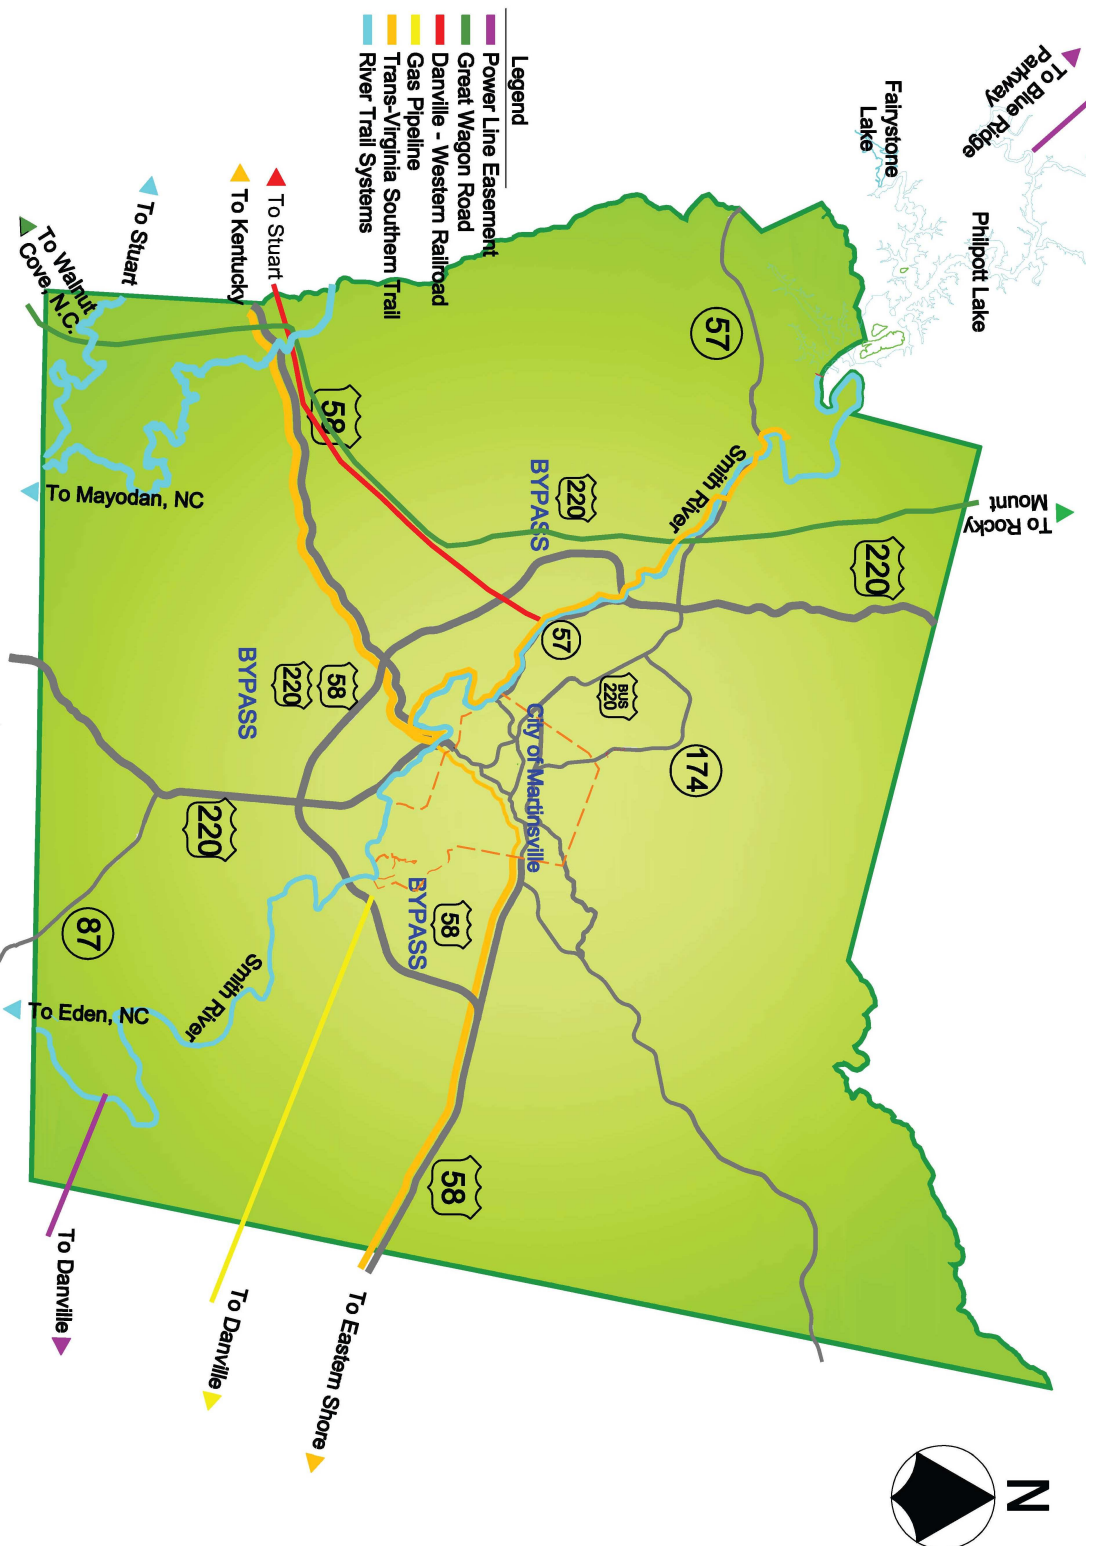 Legend
Power Line Easement
Great Wagon Road
Danville - Western Railroad
Gas Pipeline
Trans-Virginia Southern Trail
River Trail Systems
To Blue Ridge
Parkway
Fairystone
Lake
Philpott Lake
To Rocky
Mount
N
57
220
Smith River
220
BYPASS
58
57
BUS
220
174
City of Martinsville
To Stuart
To Kentucky
To Stuart
To Walnut
Cove, N.C.
To Mayodan, NC
58
220
BYPASS
58
BYPASS
220
87
Smith River
To Eden, NC
58
To Eastern Shore
To Danville
To Danville